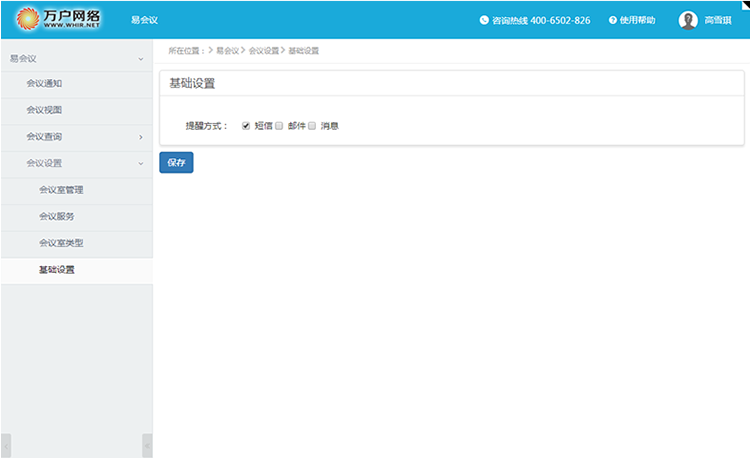 万户网络
WWW.WHIR.NET
易会议
咨询热线 400-6502-826
使用帮助
高雪琪
易会议
会议通知
会议视图
会议查询
会议设置
会议室管理
会议服务
会议室类型
基础设置
所在位置： > 易会议 > 会议设置 > 基础设置
基础设置
提醒方式： 短信 邮件 消息
保存